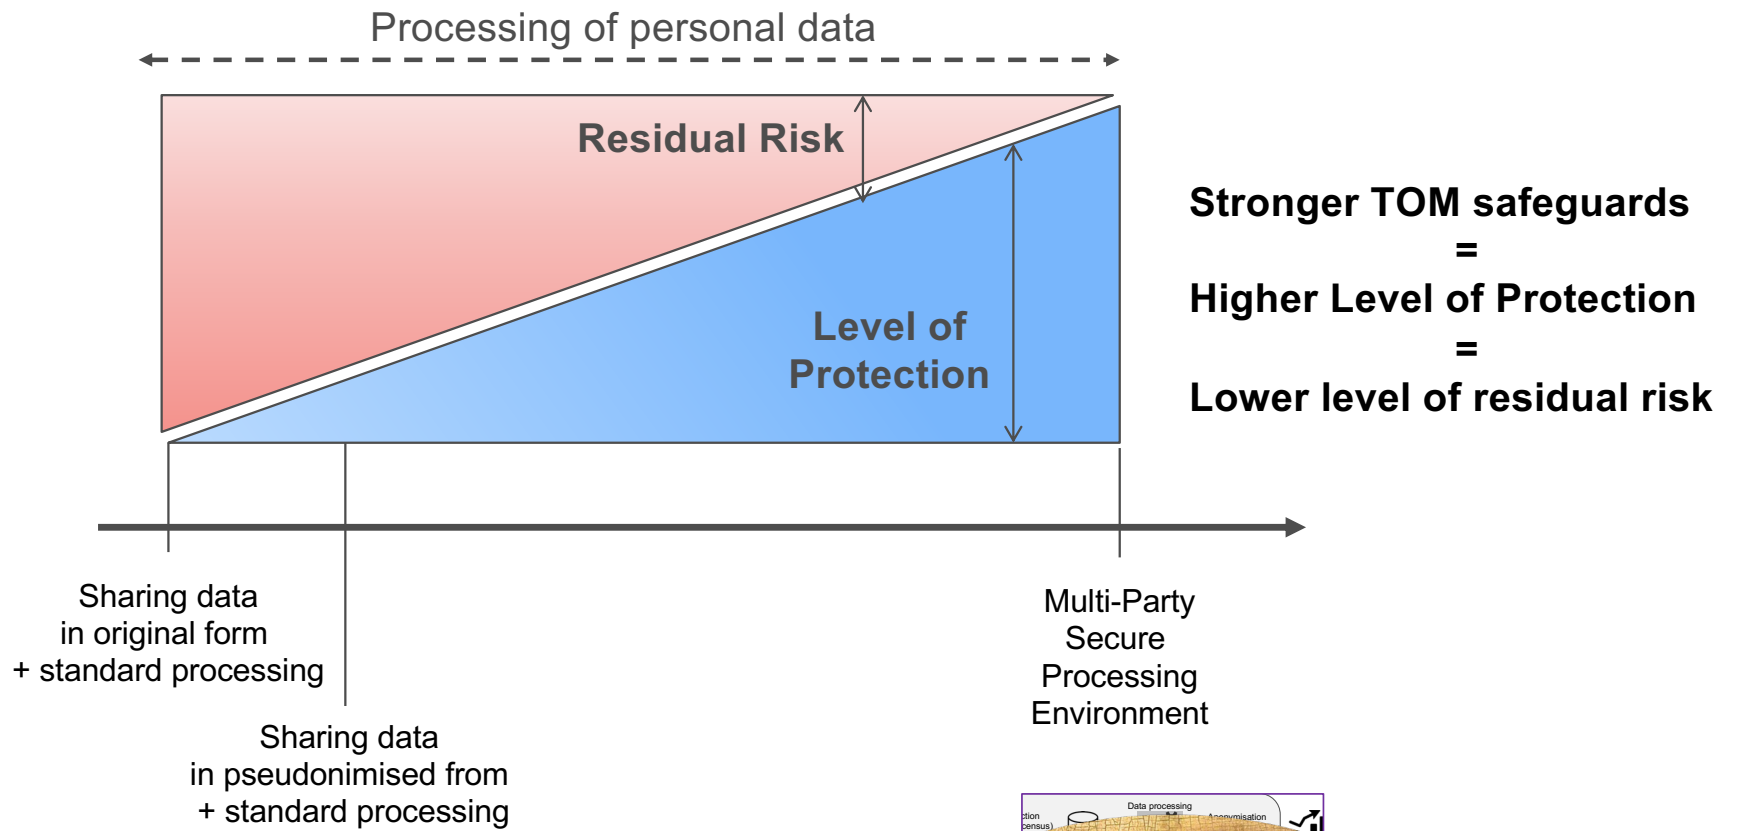 Processing of personal data
Residual Risk
Level of
Protection
Stronger TOM safeguards
=
Higher Level of Protection
=
Lower level of residual risk
Sharing data
in original form
+ standard processing
Sharing data
in pseudonimised from
+ standard processing
Multi-Party
Secure
Processing
Environment
Data processing